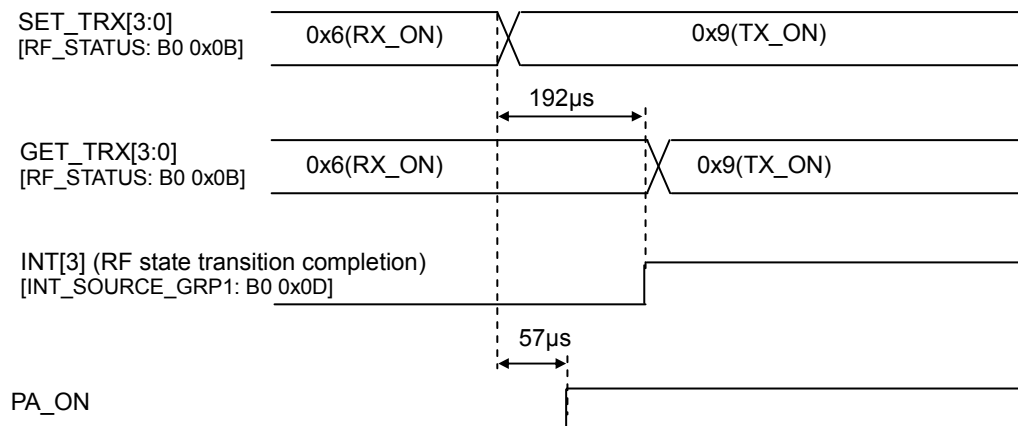 SET_TRX[3:0]
[RF_STATUS: B0 0x0B]
0x6(RX_ON)
0x9(TX_ON)
192µs
GET_TRX[3:0]
[RF_STATUS: B0 0x0B]
0x6(RX_ON)
0x9(TX_ON)
INT[3] (RF state transition completion)
[INT_SOURCE_GRP1: B0 0x0D]
57µs
PA_ON